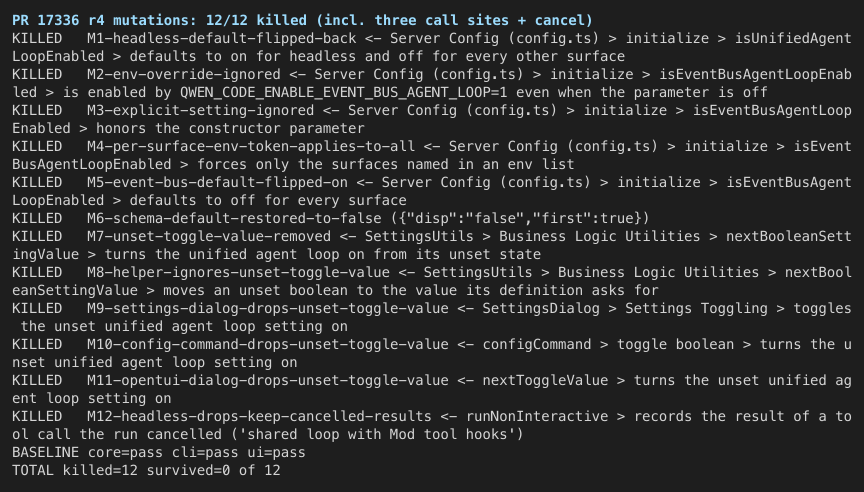 PR 17336 r4 mutations: 12/12 killed (incl. three call sites + cancel)
KILLED   M1-headless-default-flipped-back <- Server Config (config.ts) > initialize > isUnifiedAgent
LoopEnabled > defaults to on for headless and off for every other surface
KILLED   M2-env-override-ignored <- Server Config (config.ts) > initialize > isEventBusAgentLoopEnab
led > is enabled by QWEN_CODE_ENABLE_EVENT_BUS_AGENT_LOOP=1 even when the parameter is off
KILLED   M3-explicit-setting-ignored <- Server Config (config.ts) > initialize > isEventBusAgentLoop
Enabled > honors the constructor parameter
KILLED   M4-per-surface-env-token-applies-to-all <- Server Config (config.ts) > initialize > isEvent
BusAgentLoopEnabled > forces only the surfaces named in an env list
KILLED   M5-event-bus-default-flipped-on <- Server Config (config.ts) > initialize > isEventBusAgent
LoopEnabled > defaults to off for every surface
KILLED   M6-schema-default-restored-to-false ({"disp":"false","first":true})
KILLED   M7-unset-toggle-value-removed <- SettingsUtils > Business Logic Utilities > nextBooleanSett
ingValue > turns the unified agent loop on from its unset state
KILLED   M8-helper-ignores-unset-toggle-value <- SettingsUtils > Business Logic Utilities > nextBool
eanSettingValue > moves an unset boolean to the value its definition asks for
KILLED   M9-settings-dialog-drops-unset-toggle-value <- SettingsDialog > Settings Toggling > toggles
 the unset unified agent loop setting on
KILLED   M10-config-command-drops-unset-toggle-value <- configCommand > toggle boolean > turns the u
nset unified agent loop setting on
KILLED   M11-opentui-dialog-drops-unset-toggle-value <- nextToggleValue > turns the unset unified ag
ent loop setting on
KILLED   M12-headless-drops-keep-cancelled-results <- runNonInteractive > records the result of a to
ol call the run cancelled ('shared loop with Mod tool hooks')
BASELINE core=pass cli=pass ui=pass
TOTAL killed=12 survived=0 of 12